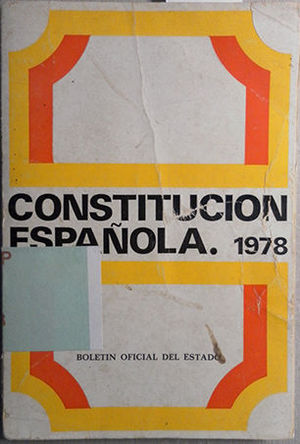 CONSTITUCION
ESPAÑOLA. 1978
P
BOLETIN OFICIAL DEL ESTADO